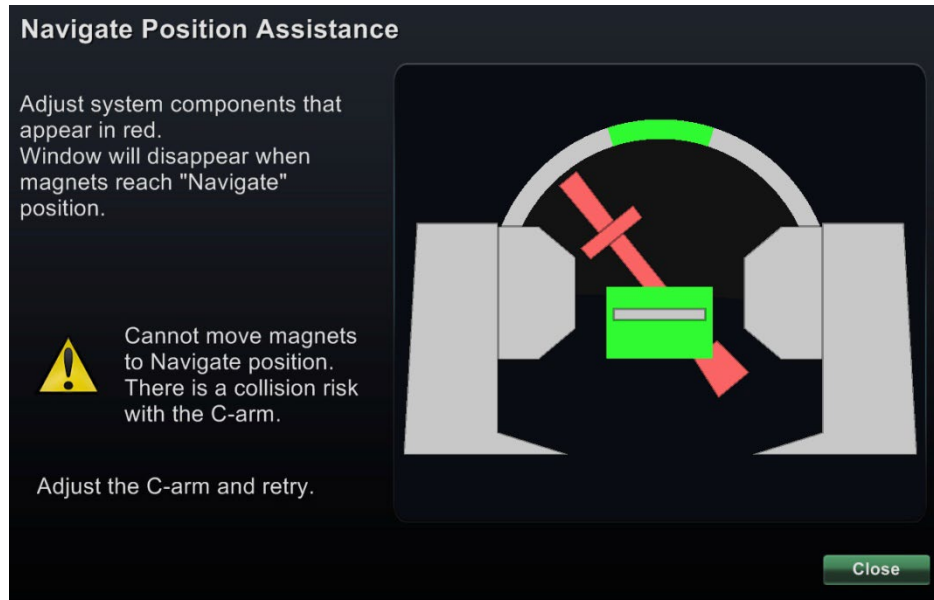 Navigate Position Assistance
Adjust system components that
appear in red.
Window will disappear when
magnets reach "Navigate"
position.
Cannot move magnets
to Navigate position.
There is a collision risk
with the C-arm.
Adjust the C-arm and retry.
Close